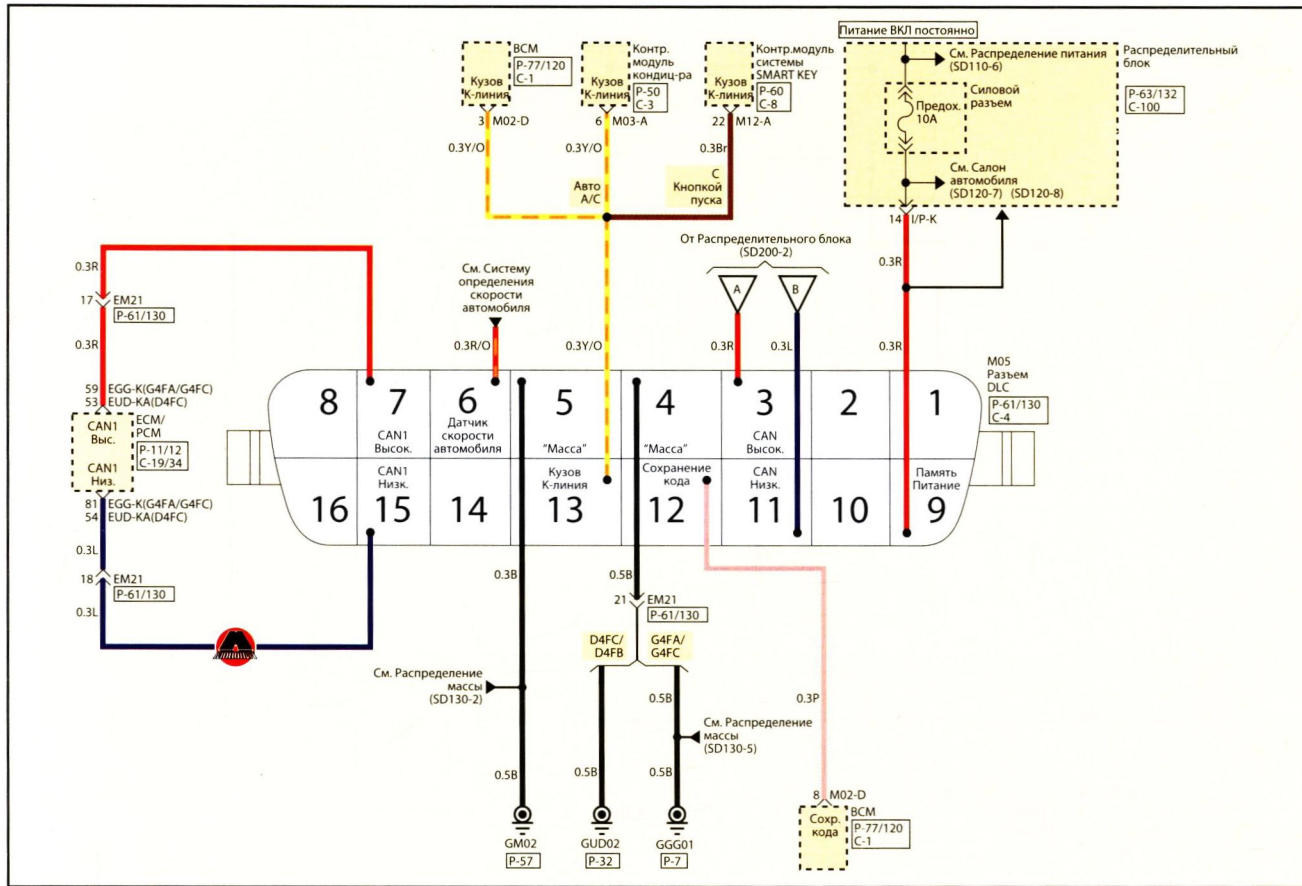 Питание ВКЛ постоянно
См. Распределение питания
(SD110-6)
Силовой
разъем
Предох.
10A
См. Салон
автомобиля
(SD120-7) (SD120-8)
Распределительный
блок
P-63/132
C-100
14 I/P-K
0.3R
0.3R
Кузов
К-линия
BCM
P-77/120
C-1
3 M02-D
0.3Y/O
Кузов
К-линия
Контр.
модуль
кондиц-ра
P-50
C-3
6 M03-A
0.3Y/O
Авто
A/C
Кузов
К-линия
Контр.модуль
системы
SMART KEY
P-60
C-8
22 M12-A
0.3Br
С
Кнопкой
пуска
От Распределительного блока
(SD200-2)
A
B
0.3R
0.3L
См. Систему
определения
скорости
автомобиля
0.3R/O
0.3Y/O
0.3R
17 EM21
P-61/130
0.3R
59 EGG-K(G4FA/G4FC)
53 EUD-KA(D4FC)
CAN1
Выс.
CAN1
Низ.
ECM/
PCM
P-11/12
C-19/34
81 EGG-K(G4FA/G4FC)
54 EUD-KA(D4FC)
0.3L
18 EM21
P-61/130
0.3L
8
7
CAN1
Высок.
6
Датчик
скорости
автомобиля
5
"Масса"
4
"Масса"
3
CAN
Высок.
2
1
16
CAN1
Низк.
15
14
Кузов
К-линия
13
Сохранение
кода
12
CAN
Низк.
11
10
Память
Питание
9
M05
Разъем
DLC
P-61/130
C-4
0.3B
0.5B
21 EM21
P-61/130
D4FC/
D4FB
G4FA/
G4FC
См. Распределение
массы
(SD130-2)
0.5B
См. Распределение
массы
(SD130-5)
0.5B
0.5B
0.5B
0.3P
GM02
P-57
GUD02
P-32
GGG01
P-7
8 M02-D
Сохр.
кода
BCM
P-77/120
C-1